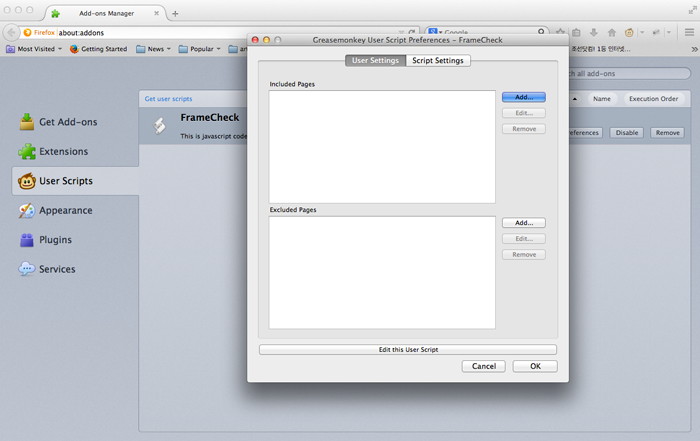 Add-ons Manager
Firefox about:addons
Most Visited Getting Started News Popular 조선닷컴! 1등 인터넷...
Greasemonkey User Script Preferences – FrameCheck
User Settings Script Settings
Included Pages
Add...
Edit...
Remove
Excluded Pages
Add...
Edit...
Remove
Edit this User Script
Cancel OK
ch all add-ons
Get user scripts
Name Execution Order
FrameCheck
This is javascript code
eferences Disable Remove
Get Add-ons
Extensions
User Scripts
Appearance
Plugins
Services